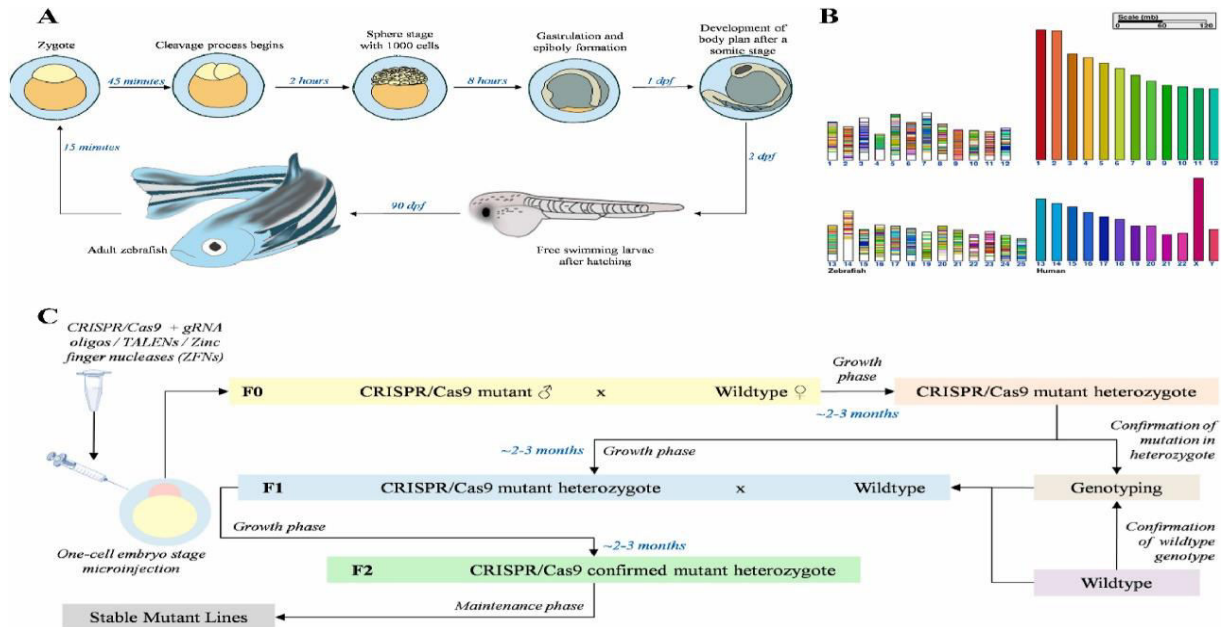 A
Zygote
45 minutes
Cleavage process begins
2 hours
Sphere stage
with 1000 cells
8 hours
Gastrulation and
epiboly formation
1 dpf
Development of
body plan after a
somite stage
2 dpf
Free swimming larvae
after hatching
90 dpf
Adult zebrafish
15 minutes
B
Scale (mb)
0 60 120
1 2 3 4 5 6 7 8 9 10 11 12
1 2 3 4 5 6 7 8 9 10 11 12
13 14 15 16 17 18 19 20 21 22 23 24 25
Zebrafish
13 14 15 16 17 18 19 20 21 22 X Y
Human
C
CRISPR/Cas9 + gRNA
oligos / TALENs / Zinc
finger nucleases (ZFNs)
One-cell embryo stage
microinjection
F0 CRISPR/Cas9 mutant ♂ x Wildtype ♀
Growth
phase
~2-3 months
CRISPR/Cas9 mutant heterozygote
Confirmation of
mutation in
heterozygote
~2-3 months Growth phase
F1 CRISPR/Cas9 mutant heterozygote x Wildtype
Genotyping
Confirmation
of wildtype
genotype
Wildtype
Growth phase
~2-3 months
F2 CRISPR/Cas9 confirmed mutant heterozygote
Maintenance phase
Stable Mutant Lines